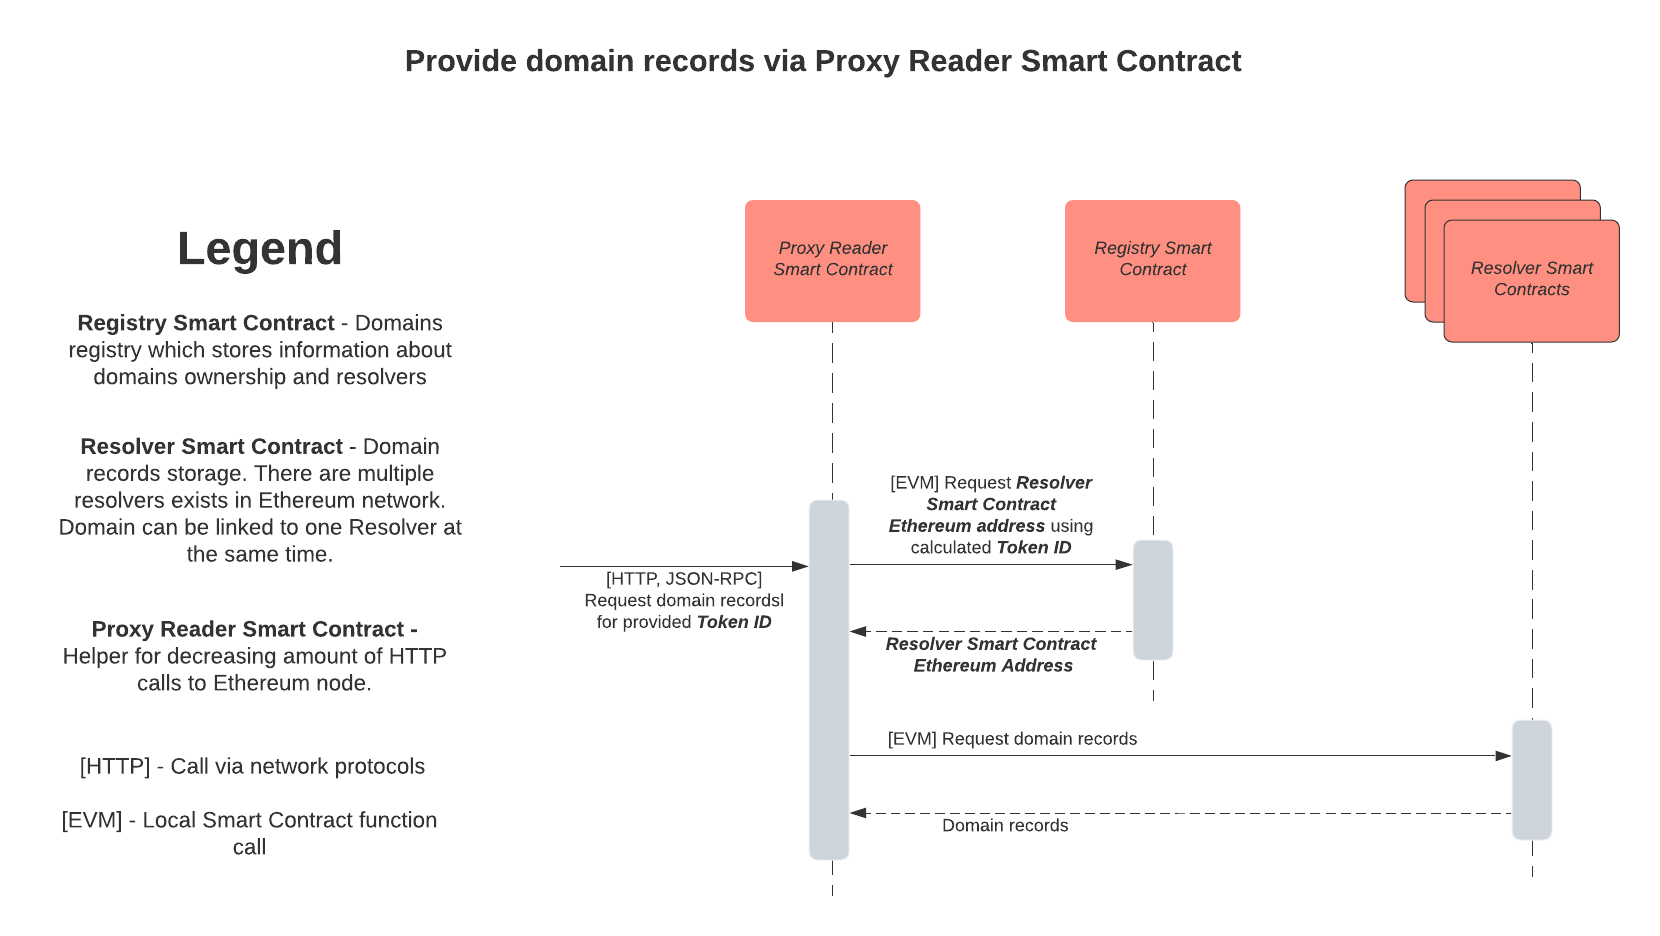 Provide domain records via Proxy Reader Smart Contract
Legend
Registry Smart Contract - Domains
registry which stores information about
domains ownership and resolvers
Resolver Smart Contract - Domain
records storage. There are multiple
resolvers exists in Ethereum network.
Domain can be linked to one Resolver at
the same time.
Proxy Reader Smart Contract -
Helper for decreasing amount of HTTP
calls to Ethereum node.
[HTTP] - Call via network protocols
[EVM] - Local Smart Contract function
call
Proxy Reader
Smart Contract
Registry Smart
Contract
Resolver Smart
Contracts
[HTTP, JSON-RPC]
Request domain recordsl
for provided Token ID
[EVM] Request Resolver
Smart Contract
Ethereum address using
calculated Token ID
Resolver Smart Contract
Ethereum Address
[EVM] Request domain records
Domain records